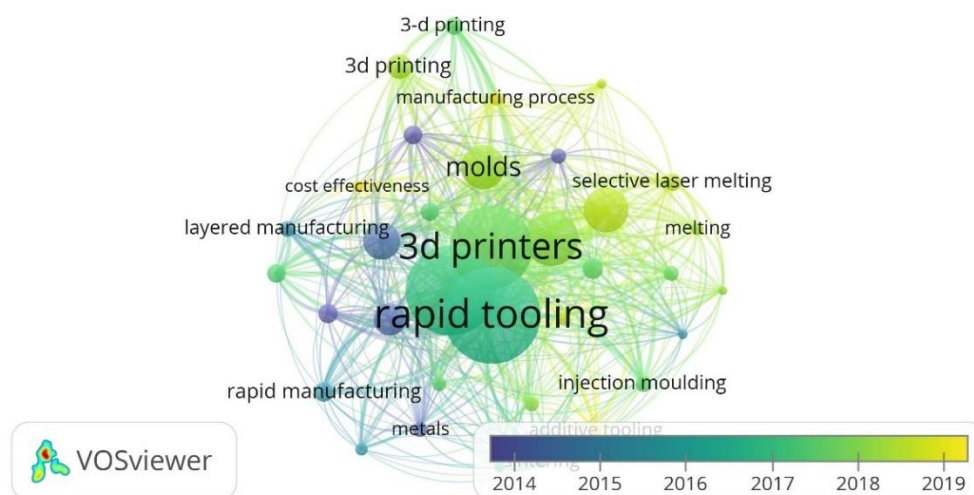 3-d printing
3d printing
manufacturing process
molds
cost effectiveness
selective laser melting
layered manufacturing
melting
3d printers
rapid tooling
rapid manufacturing
injection moulding
metals
additive tooling
sintering
VOSviewer
2014 2015 2016 2017 2018 2019